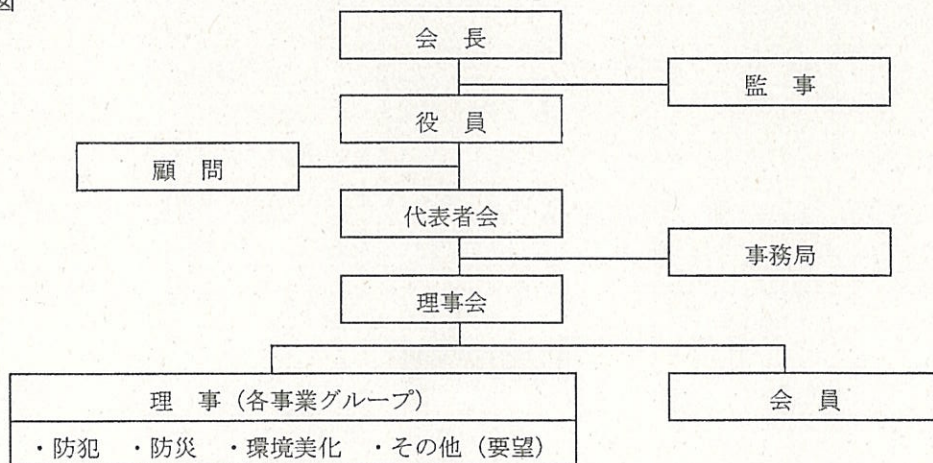 会 長
監 事
役 員
顧 問
代表者会
事務局
理事会
理 事（各事業グループ）
会 員
・防犯 ・防災 ・環境美化 ・その他（要望）